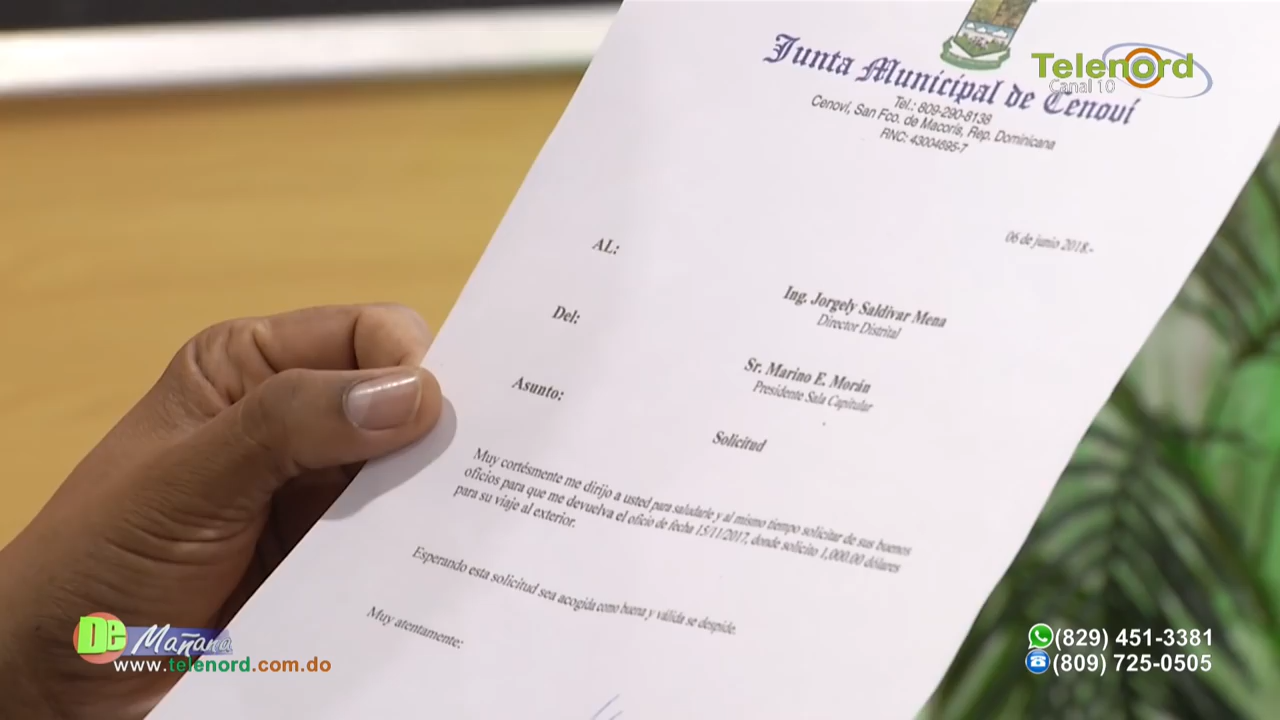 Telenord
Canal 10
Junta Municipal de Cenoví
Tel.: 809-290-8138
Cenoví, San Fco. de Macorís, Rep. Dominicana
RNC: 43004695-7
06 de junio 2018.-
AL:
Ing. Jorgely Saldivar Mena
Director Distrital
Del:
Sr. Marino E. Morán
Presidente Sala Capitular
Asunto:
Solicitud
Muy cortésmente me dirijo a usted para saludarle y al mismo tiempo solicitar de sus buenos
oficios para que me devuelva el oficio de fecha 15/11/2017, donde solicito 1,000.00 dólares
para su viaje al exterior.
Esperando esta solicitud sea acogida como buena y válida se despide.
Muy atentamente:
De Mañana
www.telenord.com.do
(829) 451-3381
(809) 725-0505